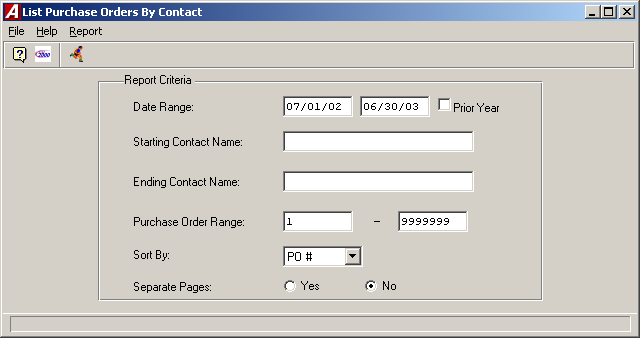 List Purchase Orders By Contact
File Help Report
2000
Report Criteria
Date Range: 07/01/02 06/30/03 Prior Year
Starting Contact Name:
Ending Contact Name:
Purchase Order Range: 1 - 9999999
Sort By: PO #
Separate Pages: Yes No